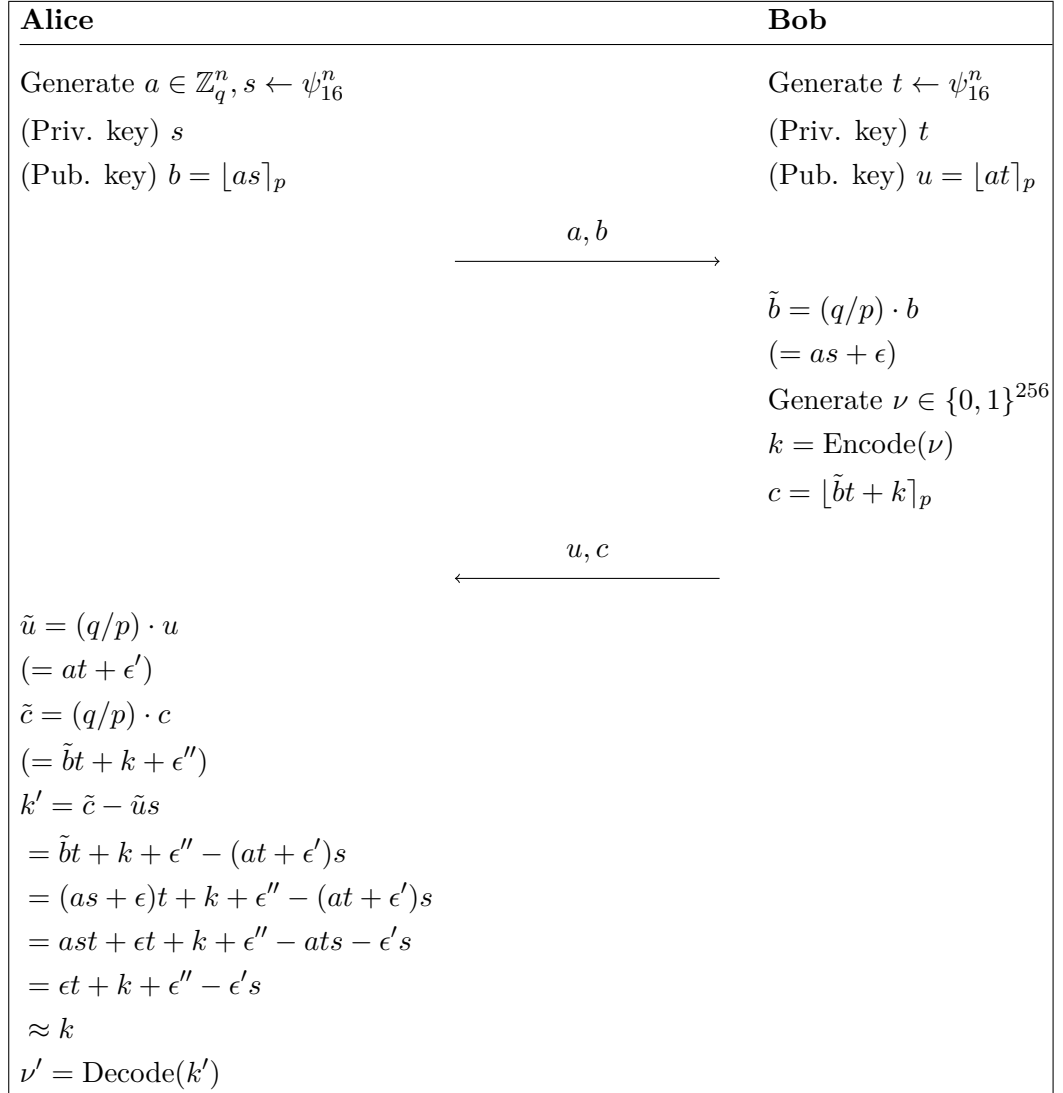 Alice Bob
Generate a ∈ ℤ_q^n, s ← ψ_16^n Generate t ← ψ_16^n
(Priv. key) s (Priv. key) t
(Pub. key) b = ⌊as⌉_p (Pub. key) u = ⌊at⌉_p
a, b
b̃ = (q/p) · b
(= as + ϵ)
Generate ν ∈ {0, 1}^256
k = Encode(ν)
c = ⌊b̃t + k⌉_p
u, c
ũ = (q/p) · u
(= at + ϵ′)
c̃ = (q/p) · c
(= b̃t + k + ϵ′′)
k′ = c̃ − ũs
= b̃t + k + ϵ′′ − (at + ϵ′)s
= (as + ϵ)t + k + ϵ′′ − (at + ϵ′)s
= ast + ϵt + k + ϵ′′ − ats − ϵ′s
= ϵt + k + ϵ′′ − ϵ′s
≈ k
ν′ = Decode(k′)